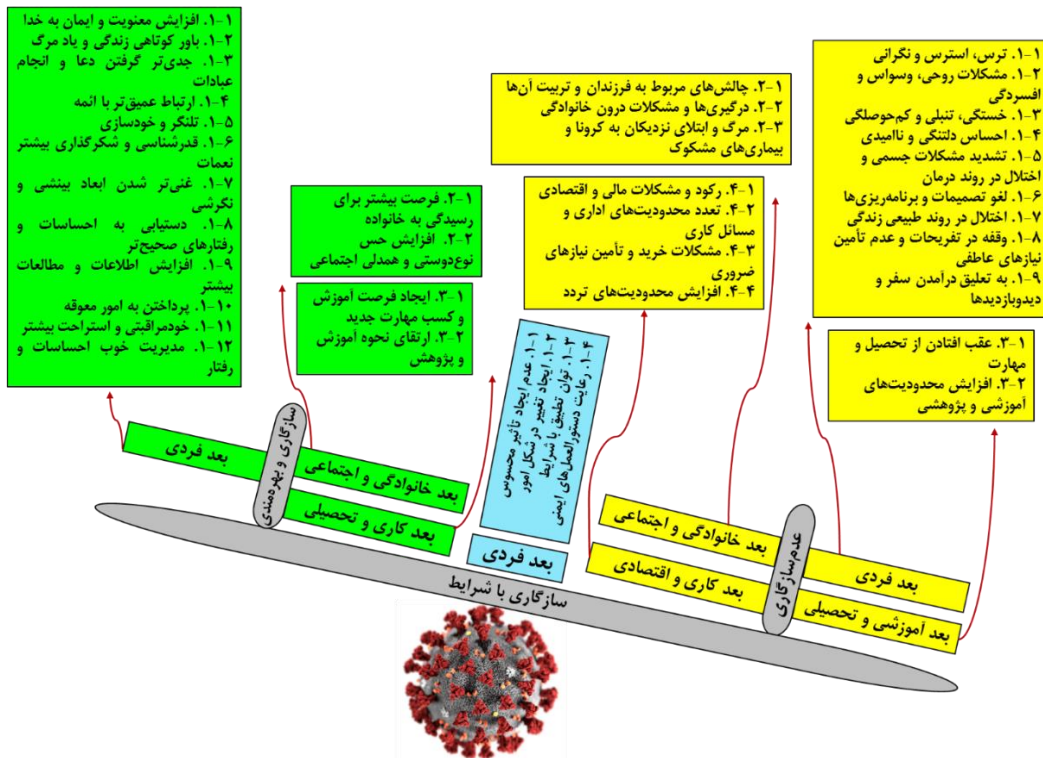 ۱-۱. ترس، استرس و نگرانی
۱-۲. مشکلات روحی، وسواس و
افسردگی
۱-۳. خستگی، تنبلی و کم‌حوصلگی
۱-۴. احساس دلتنگی و ناامیدی
۱-۵. تشدید مشکلات جسمی و
اختلال در روند درمان
۱-۶. لغو تصمیمات و برنامه‌ریزی‌ها
۱-۷. اختلال در روند طبیعی زندگی
۱-۸. وقفه در تفریحات و عدم تأمین
نیازهای عاطفی
۱-۹. به تعلیق درآمدن سفر و
دیدوبازدیدها
۳-۱. عقب افتادن از تحصیل و
مهارت
۳-۲. افزایش محدودیت‌های
آموزشی و پژوهشی
۲-۱. چالش‌های مربوط به فرزندان و تربیت آن‌ها
۲-۲. درگیری‌ها و مشکلات درون خانوادگی
۲-۳. مرگ و ابتلای نزدیکان به کرونا و
بیماری‌های مشکوک
۴-۱. رکود و مشکلات مالی و اقتصادی
۴-۲. تعدد محدودیت‌های اداری و
مسائل کاری
۴-۳. مشکلات خرید و تأمین نیازهای
ضروری
۴-۴. افزایش محدودیت‌های تردد
بعد خانوادگی و اجتماعی
بعد فردی
بعد کاری و اقتصادی
بعد آموزشی و تحصیلی
عدم‌سازگاری
۱-۱. عدم ایجاد تأثیر محسوس
۱-۲. ایجاد تغییر در شکل امور
۱-۳. توان تطبیق با شرایط
۱-۴. رعایت دستورالعمل‌های ایمنی
بعد فردی
سازگاری با شرایط
۲-۱. فرصت بیشتر برای
رسیدگی به خانواده
۲-۲. افزایش حس
نوع‌دوستی و همدلی اجتماعی
۳-۱. ایجاد فرصت آموزش
و کسب مهارت جدید
۳-۲. ارتقای نحوه آموزش
و پژوهش
۱-۱. افزایش معنویت و ایمان به خدا
۱-۲. باور کوتاهی زندگی و یاد مرگ
۱-۳. جدی‌تر گرفتن دعا و انجام
عبادات
۱-۴. ارتباط عمیق‌تر با ائمه
۱-۵. تلنگر و خودسازی
۱-۶. قدرشناسی و شکرگذاری بیشتر
نعمات
۱-۷. غنی‌تر شدن ابعاد بینشی و
نگرشی
۱-۸. دستیابی به احساسات و
رفتارهای صحیح‌تر
۱-۹. افزایش اطلاعات و مطالعات
بیشتر
۱-۱۰. پرداختن به امور معوقه
۱-۱۱. خودمراقبتی و استراحت بیشتر
۱-۱۲. مدیریت خوب احساسات و
رفتار
بعد خانوادگی و اجتماعی
بعد فردی
بعد کاری و تحصیلی
سازگاری و بهره‌مندی